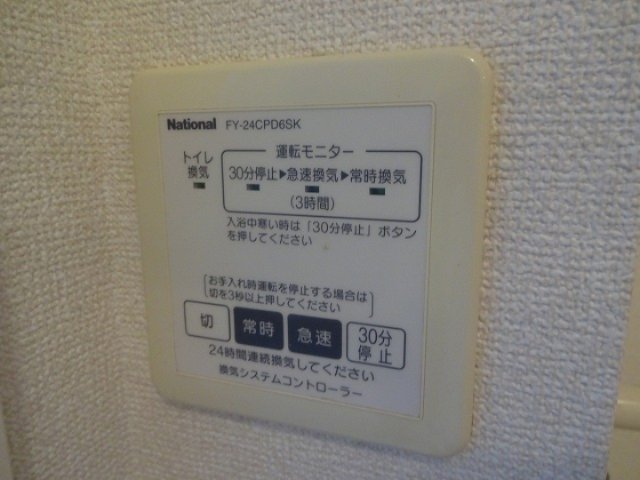 National FY-24CPD6SK
トイレ
換気
運転モニター
30分停止▶急速換気▶常時換気
(3時間)
入浴中寒い時は「30分停止」ボタン
を押してください
お手入れ時運転を停止する場合は
切を3秒以上押してください
切 常時 急速 30分
停止
24時間連続換気してください
換気システムコントローラー